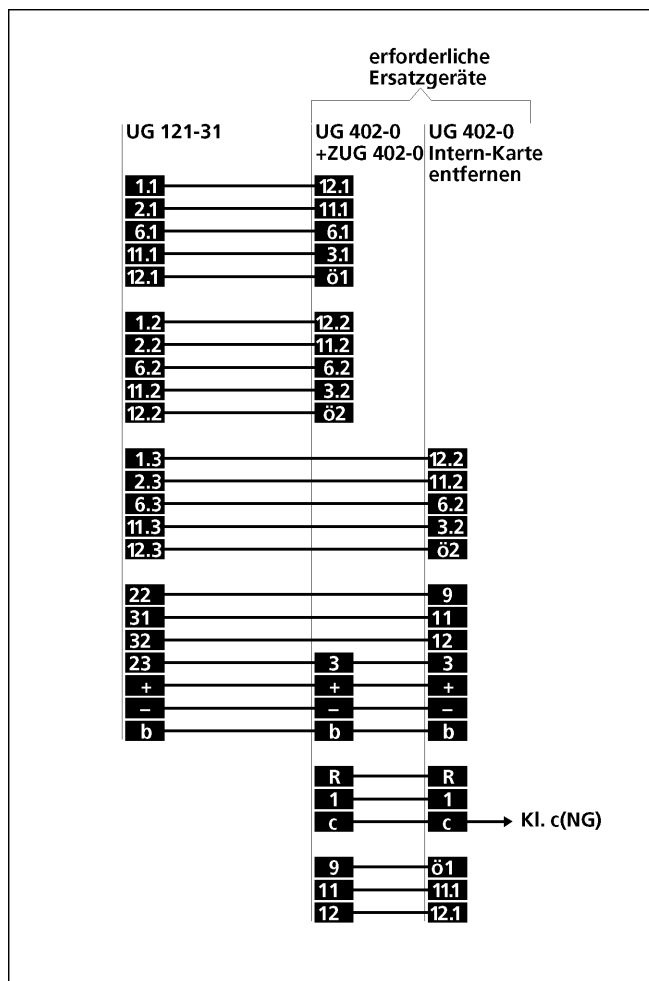 erforderliche
Ersatzgeräte
UG 121-31 UG 402-0 UG 402-0
+ZUG 402-0 Intern-Karte
entfernen
1.1 12.1
2.1 11.1
6.1 6.1
11.1 3.1
12.1 ö1
1.2 12.2
2.2 11.2
6.2 6.2
11.2 3.2
12.2 ö2
1.3 12.2
2.3 11.2
6.3 6.2
11.3 3.2
12.3 ö2
22 9
31 11
32 12
23 3 3
+ + +
– – –
b b b
R R
1 1
c c Kl. c(NG)
9 ö1
11 11.1
12 12.1